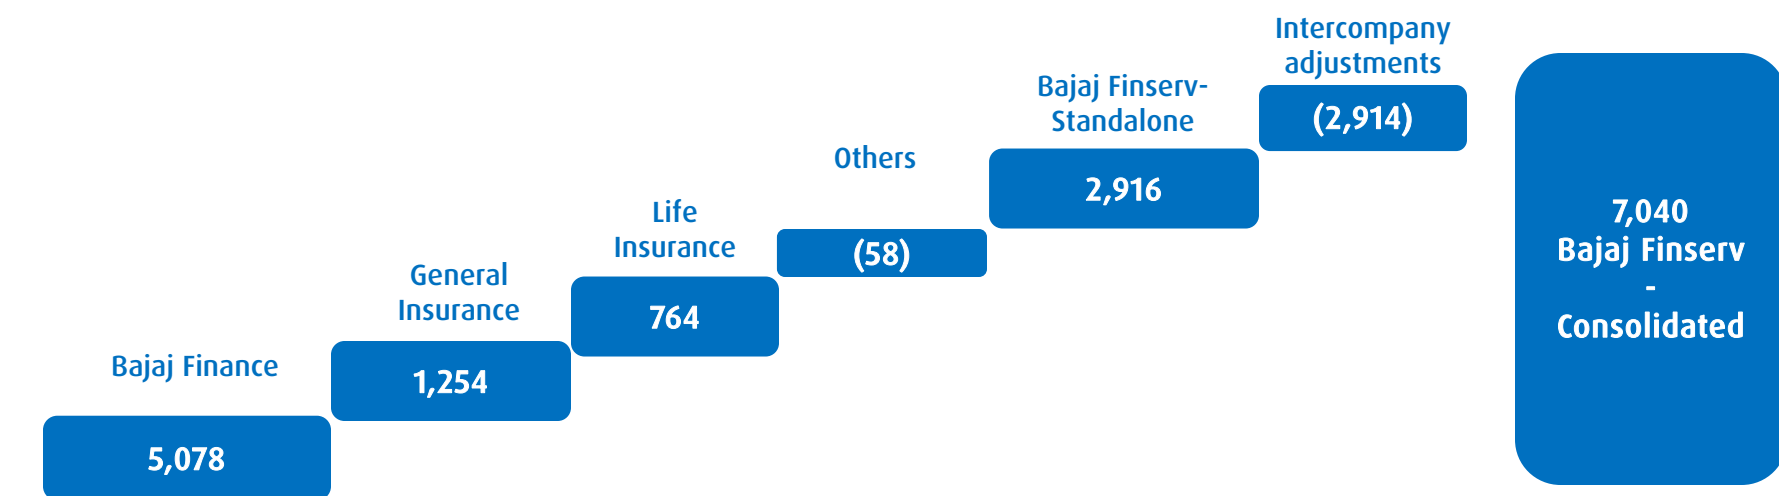 Bajaj Finance
5,078
General
Insurance
1,254
Life
Insurance
764
Others
(58)
Bajaj Finserv-
Standalone
2,916
Intercompany
adjustments
(2,914)
7,040
Bajaj Finserv
-
Consolidated